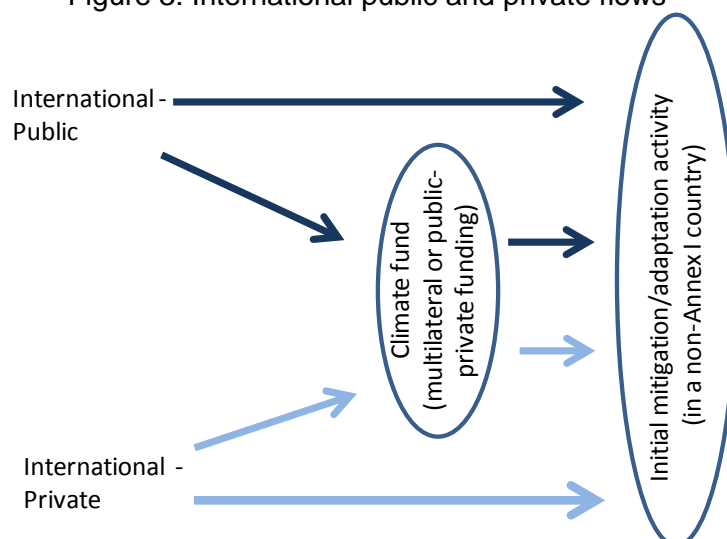 Figure 3: International public and private flows
International -
Public
Climate fund
(multilateral or public-
private funding)
Initial mitigation/adaptation activity
(in a non-Annex I country)
International -
Private